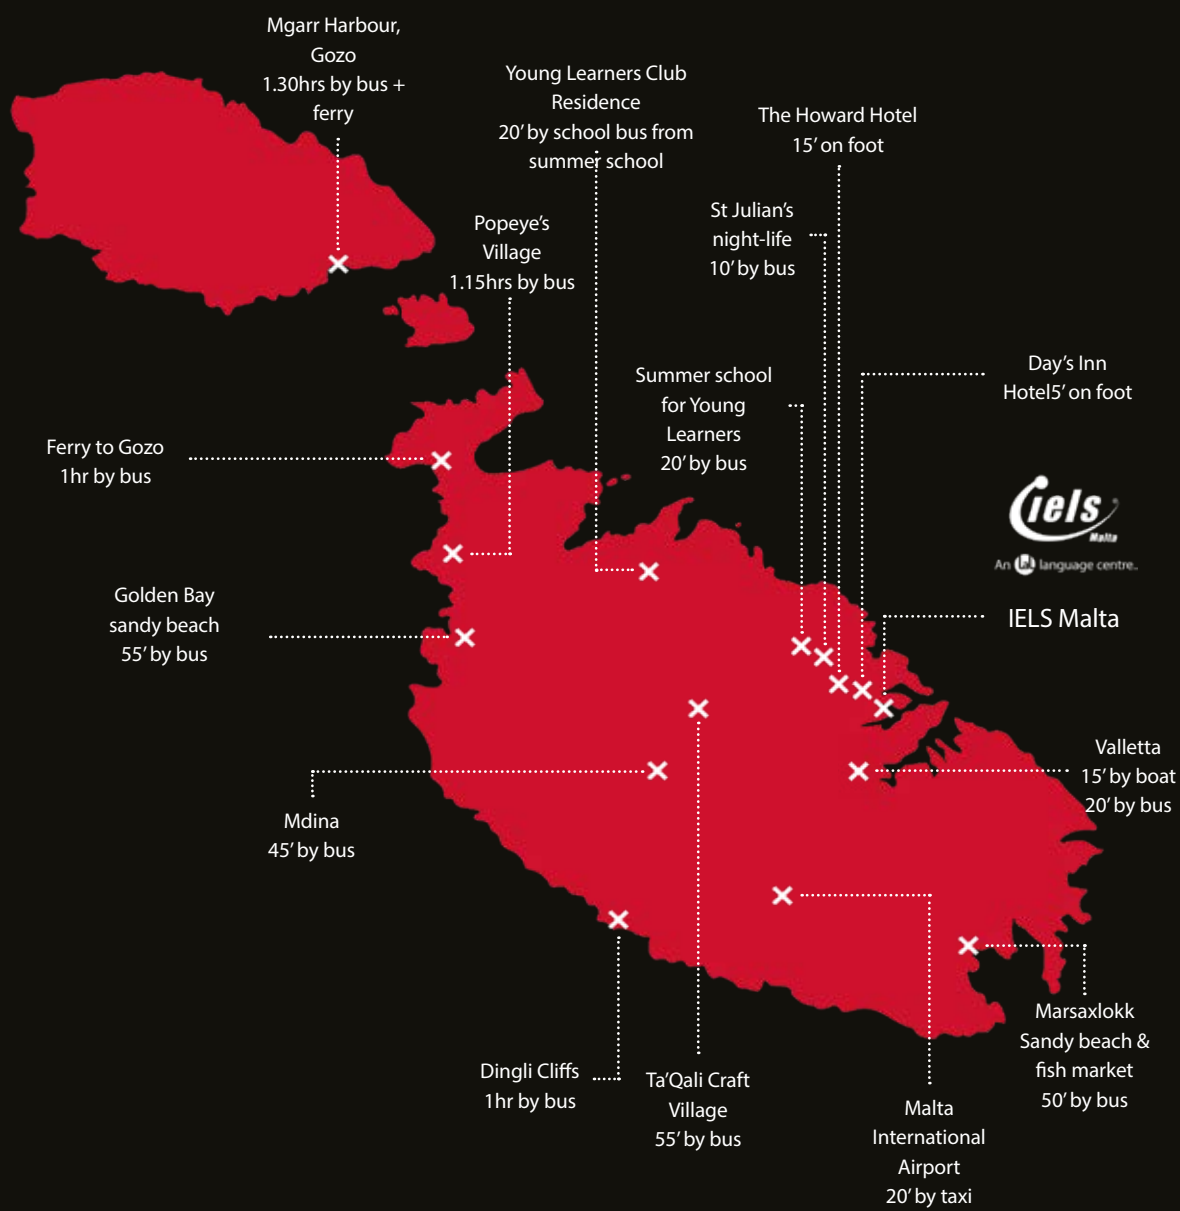 Mgarr Harbour,
Gozo
1.30hrs by bus +
ferry
Young Learners Club
Residence
20' by school bus from
summer school
The Howard Hotel
15' on foot
St Julian's
night-life
10' by bus
Popeye's
Village
1.15hrs by bus
Day's Inn
Hotel5' on foot
Summer school
for Young
Learners
20' by bus
Ferry to Gozo
1hr by bus
iels
Malta
An lal language centre.
IELS Malta
Golden Bay
sandy beach
55' by bus
Valletta
15' by boat
20' by bus
Mdina
45' by bus
Marsaxlokk
Sandy beach &
fish market
50' by bus
Dingli Cliffs
1hr by bus
Ta'Qali Craft
Village
55' by bus
Malta
International
Airport
20' by taxi